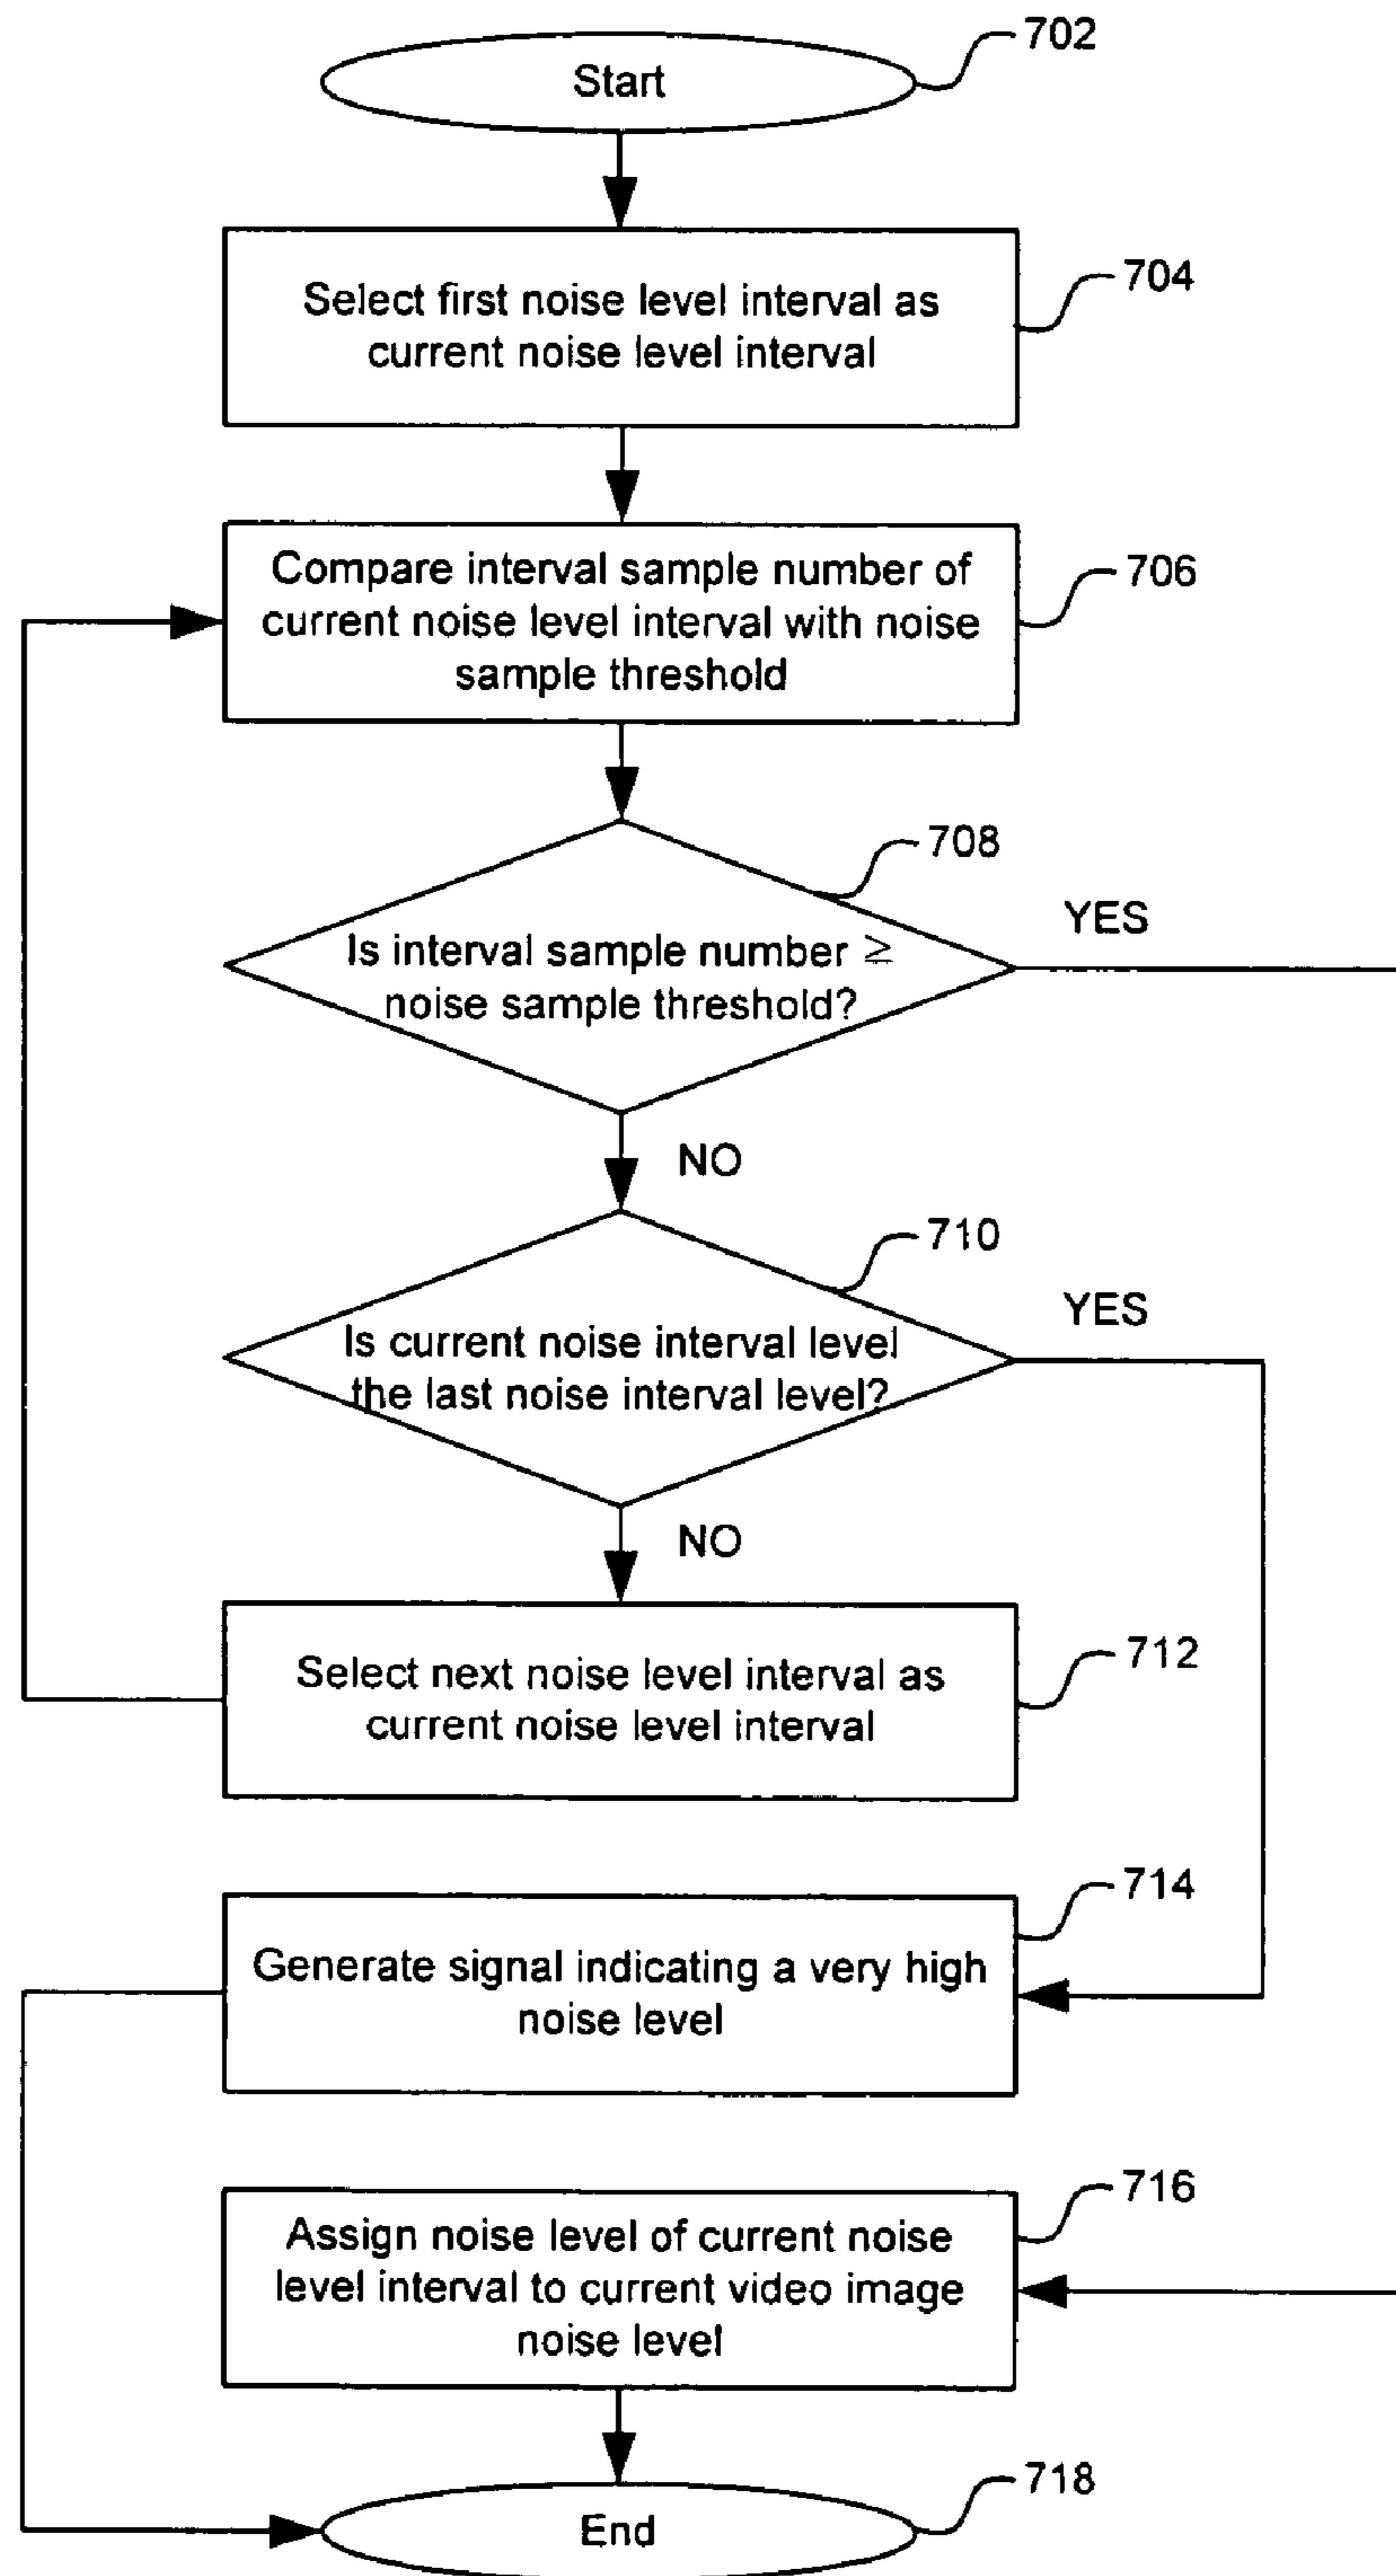 702
Start
704
Select first noise level interval as
current noise level interval
706
Compare interval sample number of
current noise level interval with noise
sample threshold
708
YES
Is interval sample number ≥
noise sample threshold?
NO
710
YES
Is current noise interval level
the last noise interval level?
NO
712
Select next noise level interval as
current noise level interval
714
Generate signal indicating a very high
noise level
716
Assign noise level of current noise
level interval to current video image
noise level
718
End